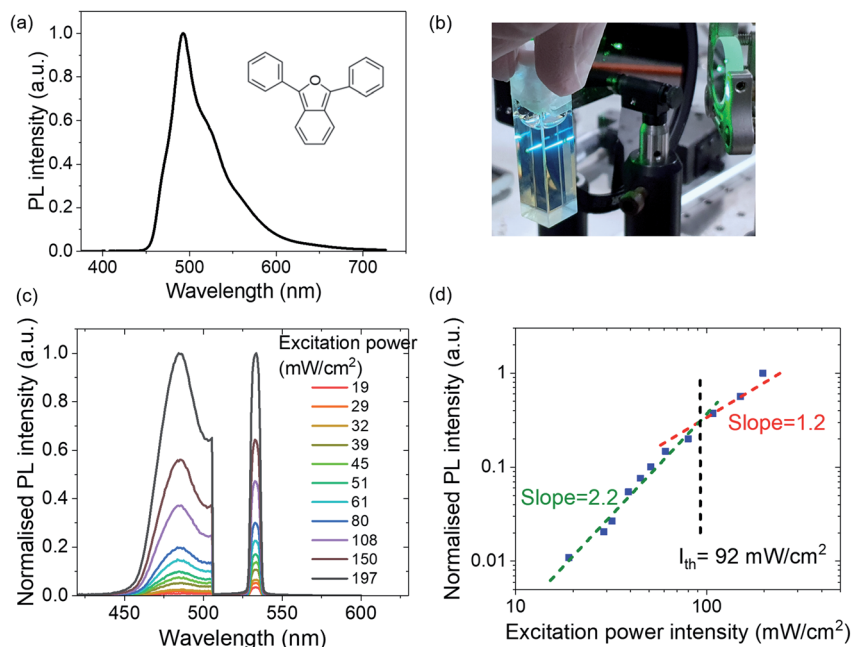 (a)
PL intensity (a.u.)
1.0
0.8
0.6
0.4
0.2
0.0
400
500
600
700
Wavelength (nm)
O
(b)
(c)
Normalised PL intensity (a.u.)
1.0
0.8
0.6
0.4
0.2
0.0
450
500
550
600
Wavelength (nm)
Excitation power
(mW/cm²)
19
29
32
39
45
51
61
80
108
150
197
(d)
Normalised PL intensity (a.u.)
1
0.1
0.01
10
100
Excitation power intensity (mW/cm²)
Slope=1.2
Slope=2.2
Iₜₕ= 92 mW/cm²